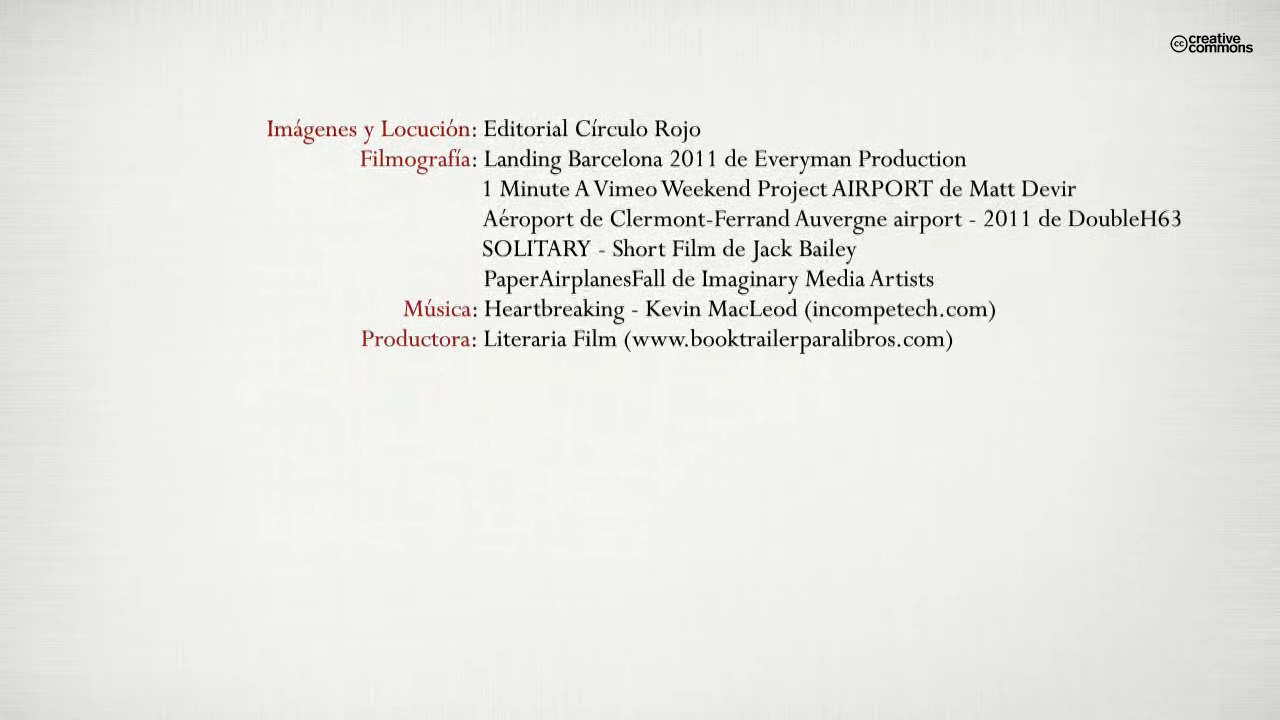 creative
commons
Imágenes y Locución: Editorial Círculo Rojo
Filmografía: Landing Barcelona 2011 de Everyman Production
1 Minute A Vimeo Weekend Project AIRPORT de Matt Devir
Aéroport de Clermont-Ferrand Auvergne airport - 2011 de DoubleH63
SOLITARY - Short Film de Jack Bailey
PaperAirplanesFall de Imaginary Media Artists
Música: Heartbreaking - Kevin MacLeod (incompetech.com)
Productora: Literaria Film (www.booktrailerparalibros.com)